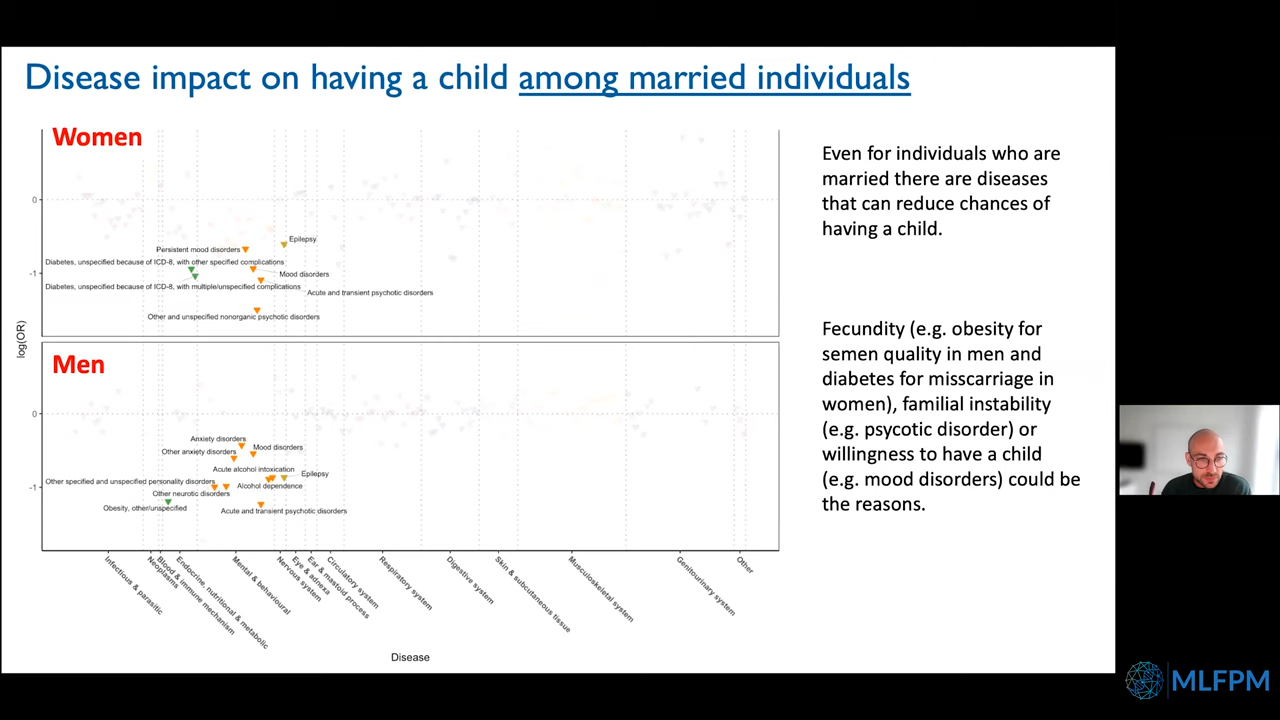 Disease impact on having a child among married individuals
Women
0
Epilepsy
Persistent mood disorders
Diabetes, unspecified because of ICD-8, with other specified complications
-1
Mood disorders
Diabetes, unspecified because of ICD-8, with multiple/unspecified complications
Acute and transient psychotic disorders
Other and unspecified nonorganic psychotic disorders
log(OR)
Men
0
Anxiety disorders
Mood disorders
Other anxiety disorders
Acute alcohol intoxication
Epilepsy
Other specified and unspecified personality disorders
-1
Alcohol dependence
Other neurotic disorders
Obesity, other/unspecified
Acute and transient psychotic disorders
Infectious & parasitic
Neoplasms
Blood & immune mechanism
Endocrine, nutritional & metabolic
Mental & behavioural
Nervous system
Eye & adnexa
Ear & mastoid process
Circulatory system
Respiratory system
Digestive system
Skin & subcutaneous tissue
Musculoskeletal system
Genitourinary system
Other
Disease
Even for individuals who are
married there are diseases
that can reduce chances of
having a child.
Fecundity (e.g. obesity for
semen quality in men and
diabetes for misscarriage in
women), familial instability
(e.g. psycotic disorder) or
willingness to have a child
(e.g. mood disorders) could be
the reasons.
MLFPM